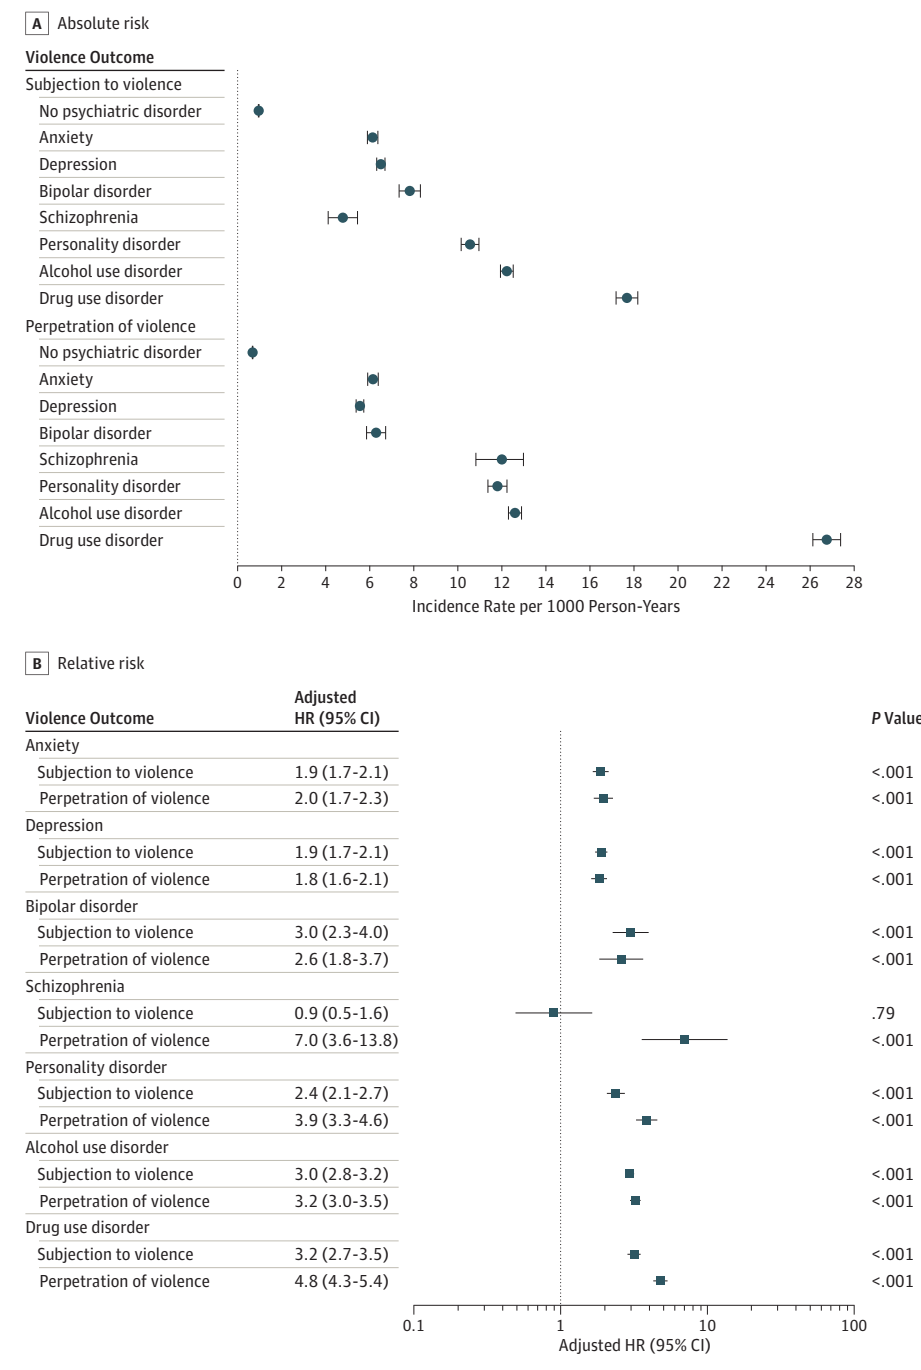 A Absolute risk
Violence Outcome
Subjection to violence
No psychiatric disorder
Anxiety
Depression
Bipolar disorder
Schizophrenia
Personality disorder
Alcohol use disorder
Drug use disorder
Perpetration of violence
No psychiatric disorder
Anxiety
Depression
Bipolar disorder
Schizophrenia
Personality disorder
Alcohol use disorder
Drug use disorder
0 2 4 6 8 10 12 14 16 18 20 22 24 26 28
Incidence Rate per 1000 Person-Years
B Relative risk
Adjusted
Violence Outcome HR (95% CI) P Value
Anxiety
Subjection to violence 1.9 (1.7-2.1) <.001
Perpetration of violence 2.0 (1.7-2.3) <.001
Depression
Subjection to violence 1.9 (1.7-2.1) <.001
Perpetration of violence 1.8 (1.6-2.1) <.001
Bipolar disorder
Subjection to violence 3.0 (2.3-4.0) <.001
Perpetration of violence 2.6 (1.8-3.7) <.001
Schizophrenia
Subjection to violence 0.9 (0.5-1.6) .79
Perpetration of violence 7.0 (3.6-13.8) <.001
Personality disorder
Subjection to violence 2.4 (2.1-2.7) <.001
Perpetration of violence 3.9 (3.3-4.6) <.001
Alcohol use disorder
Subjection to violence 3.0 (2.8-3.2) <.001
Perpetration of violence 3.2 (3.0-3.5) <.001
Drug use disorder
Subjection to violence 3.2 (2.7-3.5) <.001
Perpetration of violence 4.8 (4.3-5.4) <.001
0.1 1 10 100
Adjusted HR (95% CI)